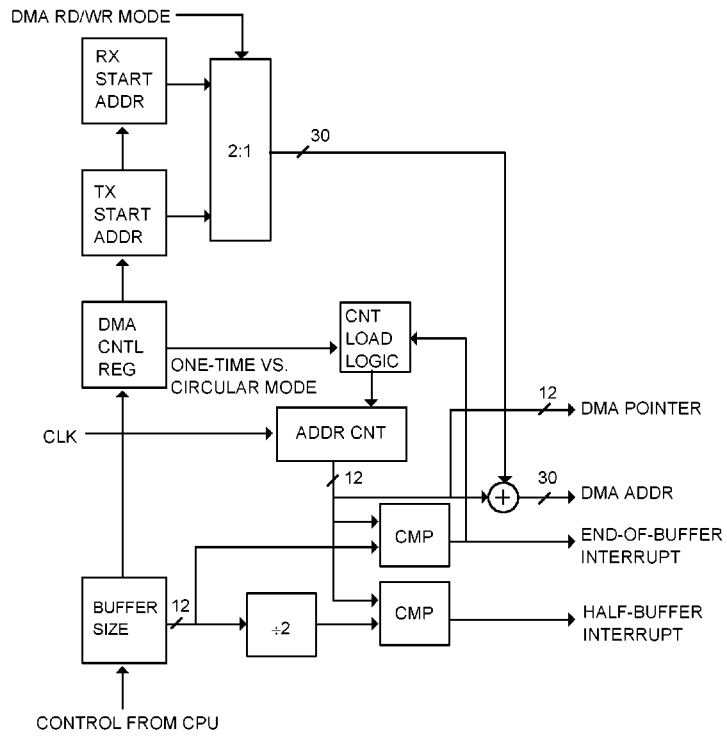 DMA RD/WR MODE
RX
START
ADDR
2:1
30
TX
START
ADDR
DMA
CNTL
REG
ONE-TIME VS.
CIRCULAR MODE
CNT
LOAD
LOGIC
12
DMA POINTER
CLK
ADDR CNT
12
+
30
DMA ADDR
CMP
END-OF-BUFFER
INTERRUPT
BUFFER
SIZE
12
÷2
CMP
HALF-BUFFER
INTERRUPT
CONTROL FROM CPU